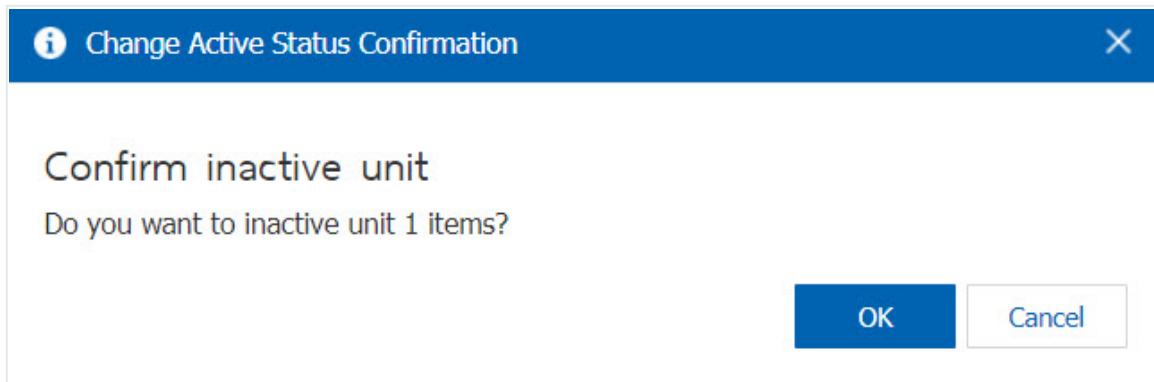 Change Active Status Confirmation
Confirm inactive unit
Do you want to inactive unit 1 items?
OK
Cancel